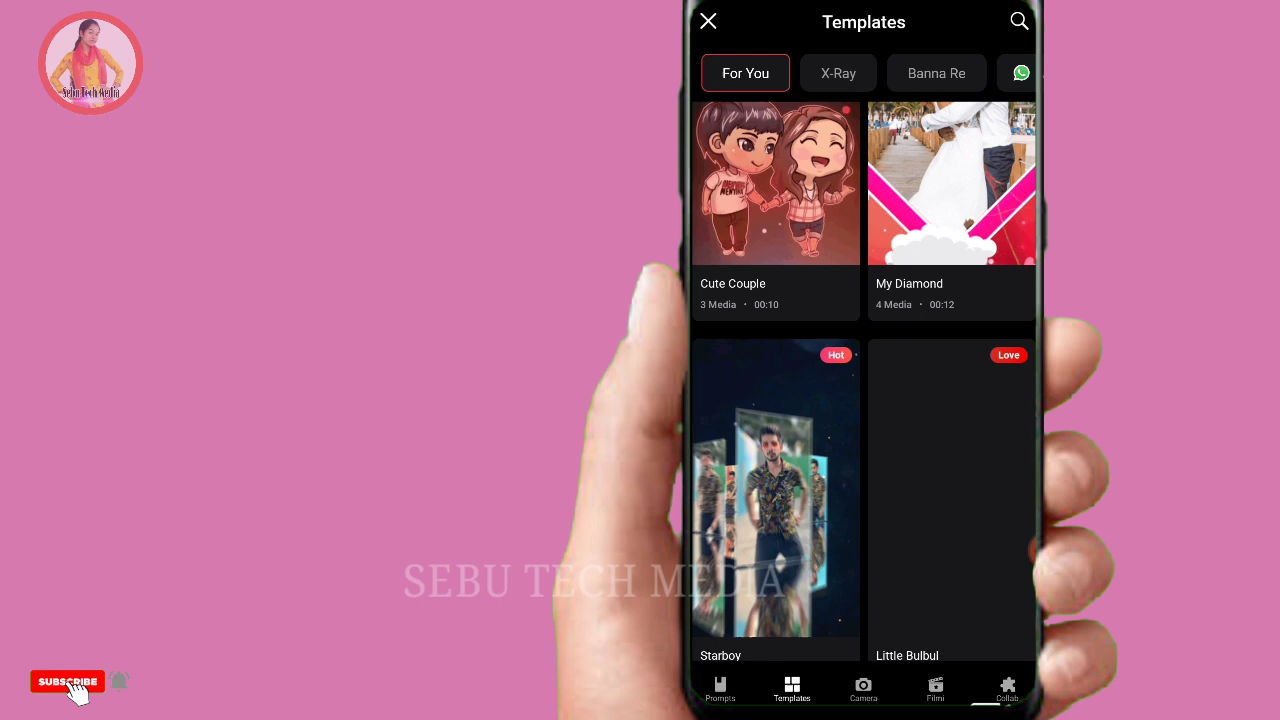 Templates
For You
X-Ray
Banna Re
Sebu Tech Media
Cute Couple
3 Media • 00:10
My Diamond
4 Media • 00:12
Hot
Love
SEBU TECH MEDIA
Starboy
Little Bulbul
SUBSCRIBE
Prompts
Templates
Camera
Filmi
Collab